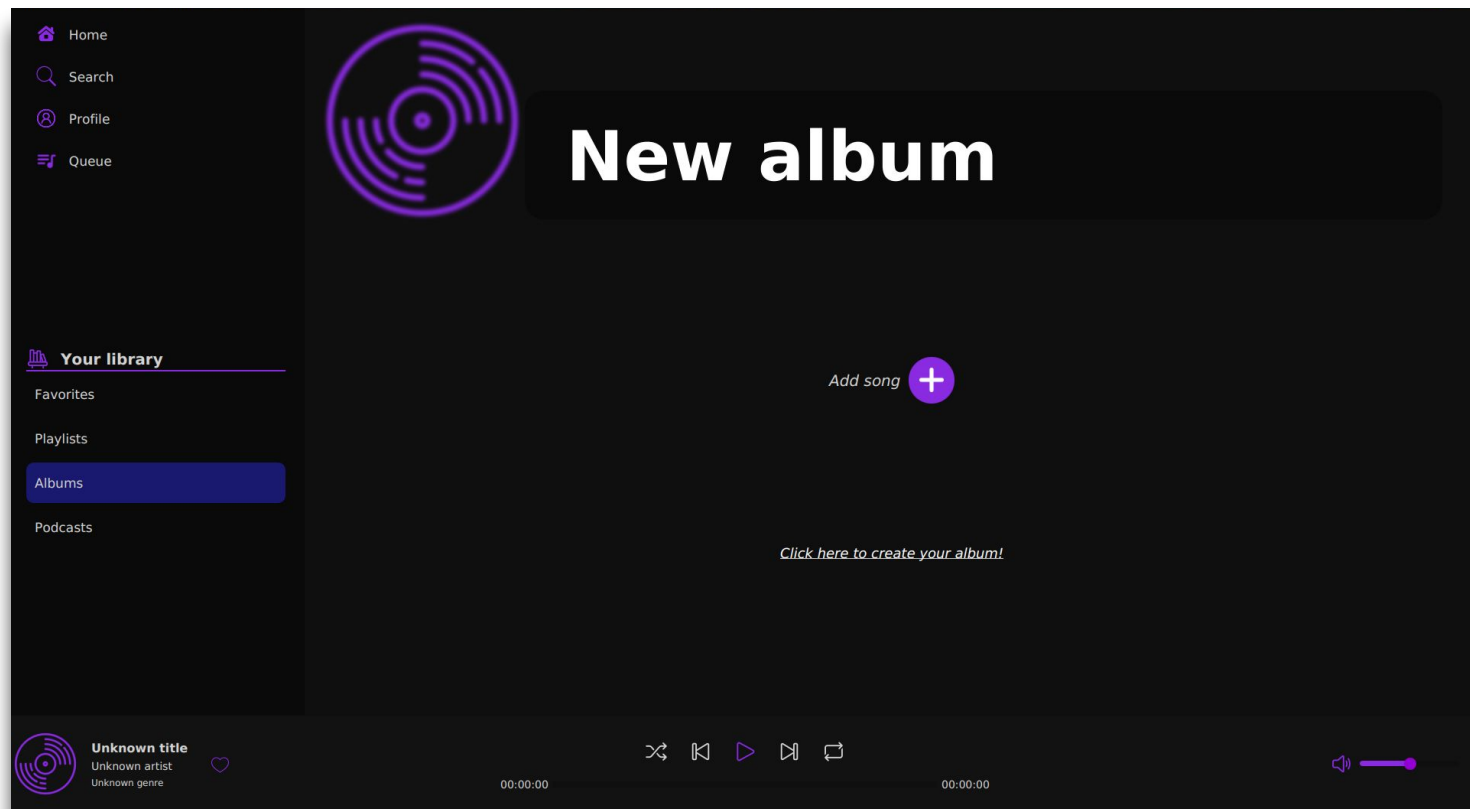 Home
Search
Profile
Queue
New album
Your library
Favorites
Playlists
Albums
Podcasts
Add song
Click here to create your album!
Unknown title
Unknown artist
Unknown genre
00:00:00
00:00:00